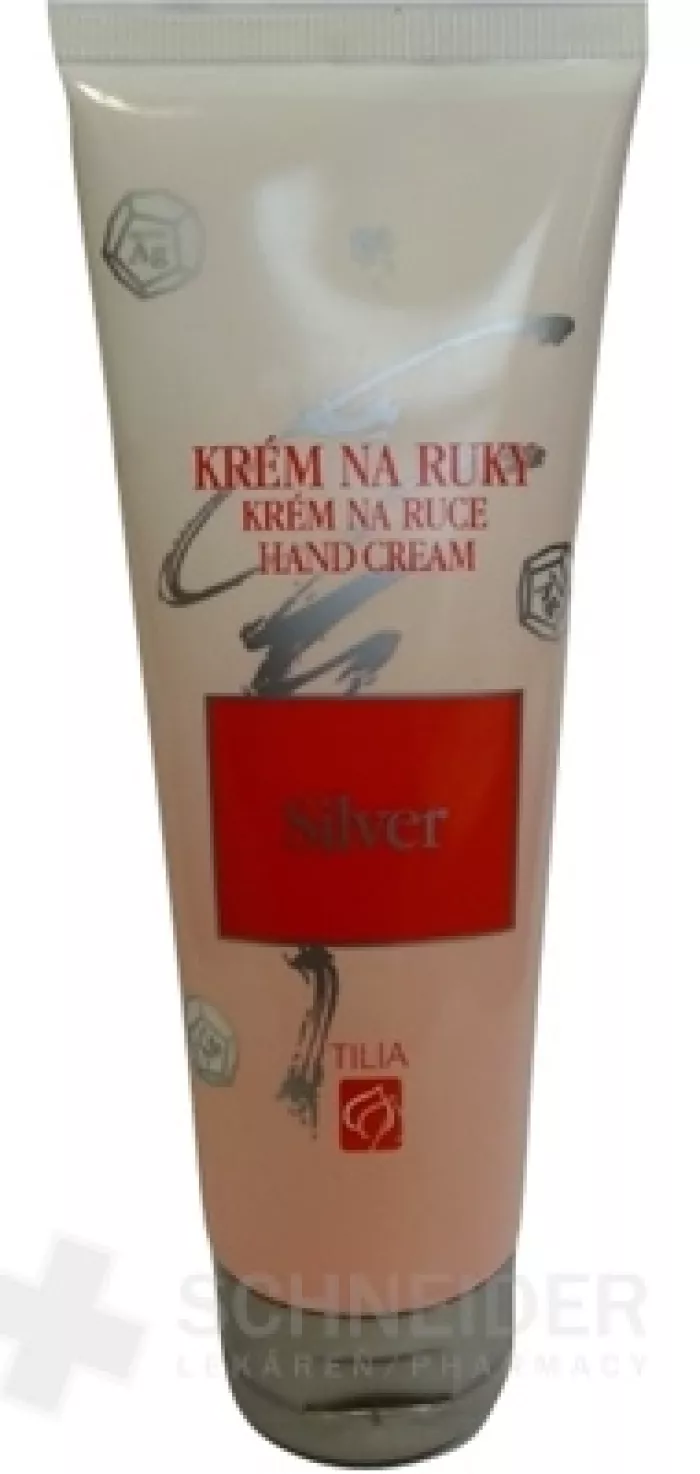 Ag
KRÉM NA RUKY
KRÉM NA RUCE
HAND CREAM
Silver
TILIA
SCHNEIDER
LEKÁREŇ/PHARMACY